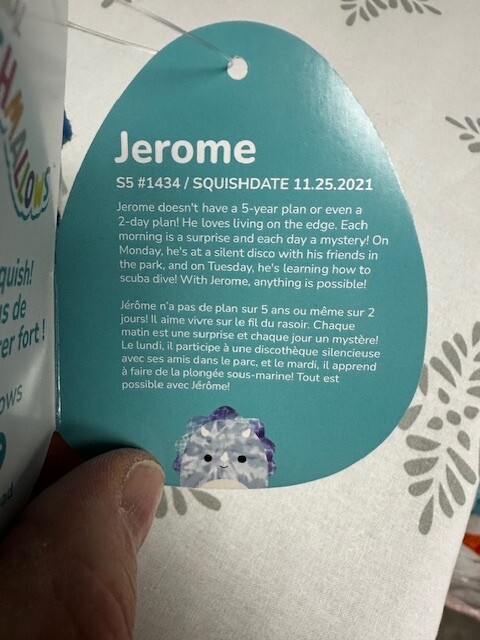 HMALLOWS
quish!
us de
rer fort !
ows
ed
Jerome
S5 #1434 / SQUISHDATE 11.25.2021
Jerome doesn't have a 5-year plan or even a
2-day plan! He loves living on the edge. Each
morning is a surprise and each day a mystery! On
Monday, he's at a silent disco with his friends in
the park, and on Tuesday, he's learning how to
scuba dive! With Jerome, anything is possible!
Jérôme n'a pas de plan sur 5 ans ou même sur 2
jours! Il aime vivre sur le fil du rasoir. Chaque
matin est une surprise et chaque jour un mystère!
Le lundi, il participe à une discothèque silencieuse
avec ses amis dans le parc, et le mardi, il apprend
à faire de la plongée sous-marine! Tout est
possible avec Jérôme!